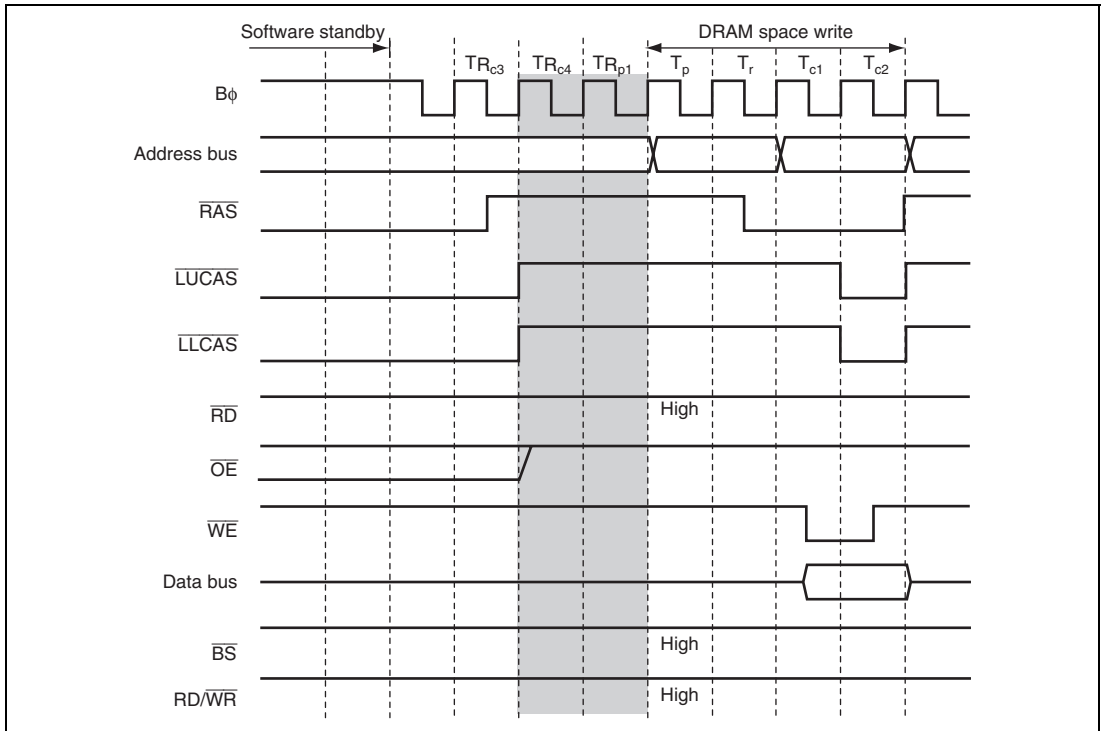 Software standby DRAM space write
TRc3 TRc4 TRp1 Tp Tr Tc1 Tc2
Bϕ
Address bus
RAS
LUCAS
LLCAS
RD High
OE
WE
Data bus
BS High
RD/WR High